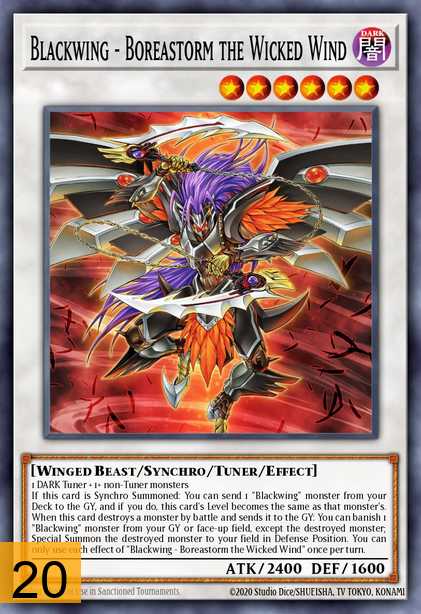 Blackwing - Boreastorm the Wicked Wind
DARK
闇
[Winged Beast/Synchro/Tuner/Effect]
1 DARK Tuner + 1+ non-Tuner monsters
If this card is Synchro Summoned: You can send 1 "Blackwing" monster from your
Deck to the GY, and if you do, this card's Level becomes the same as that monster's.
When this card destroys a monster by battle and sends it to the GY: You can banish 1
"Blackwing" monster from your GY or face-up field, except the destroyed monster;
Special Summon the destroyed monster to your field in Defense Position. You can
only use each effect of "Blackwing - Boreastorm the Wicked Wind" once per turn.
ATK/2400 DEF/1600
20
use in Sanctioned Tournaments.
©2020 Studio Dice/SHUEISHA, TV TOKYO, KONAMI